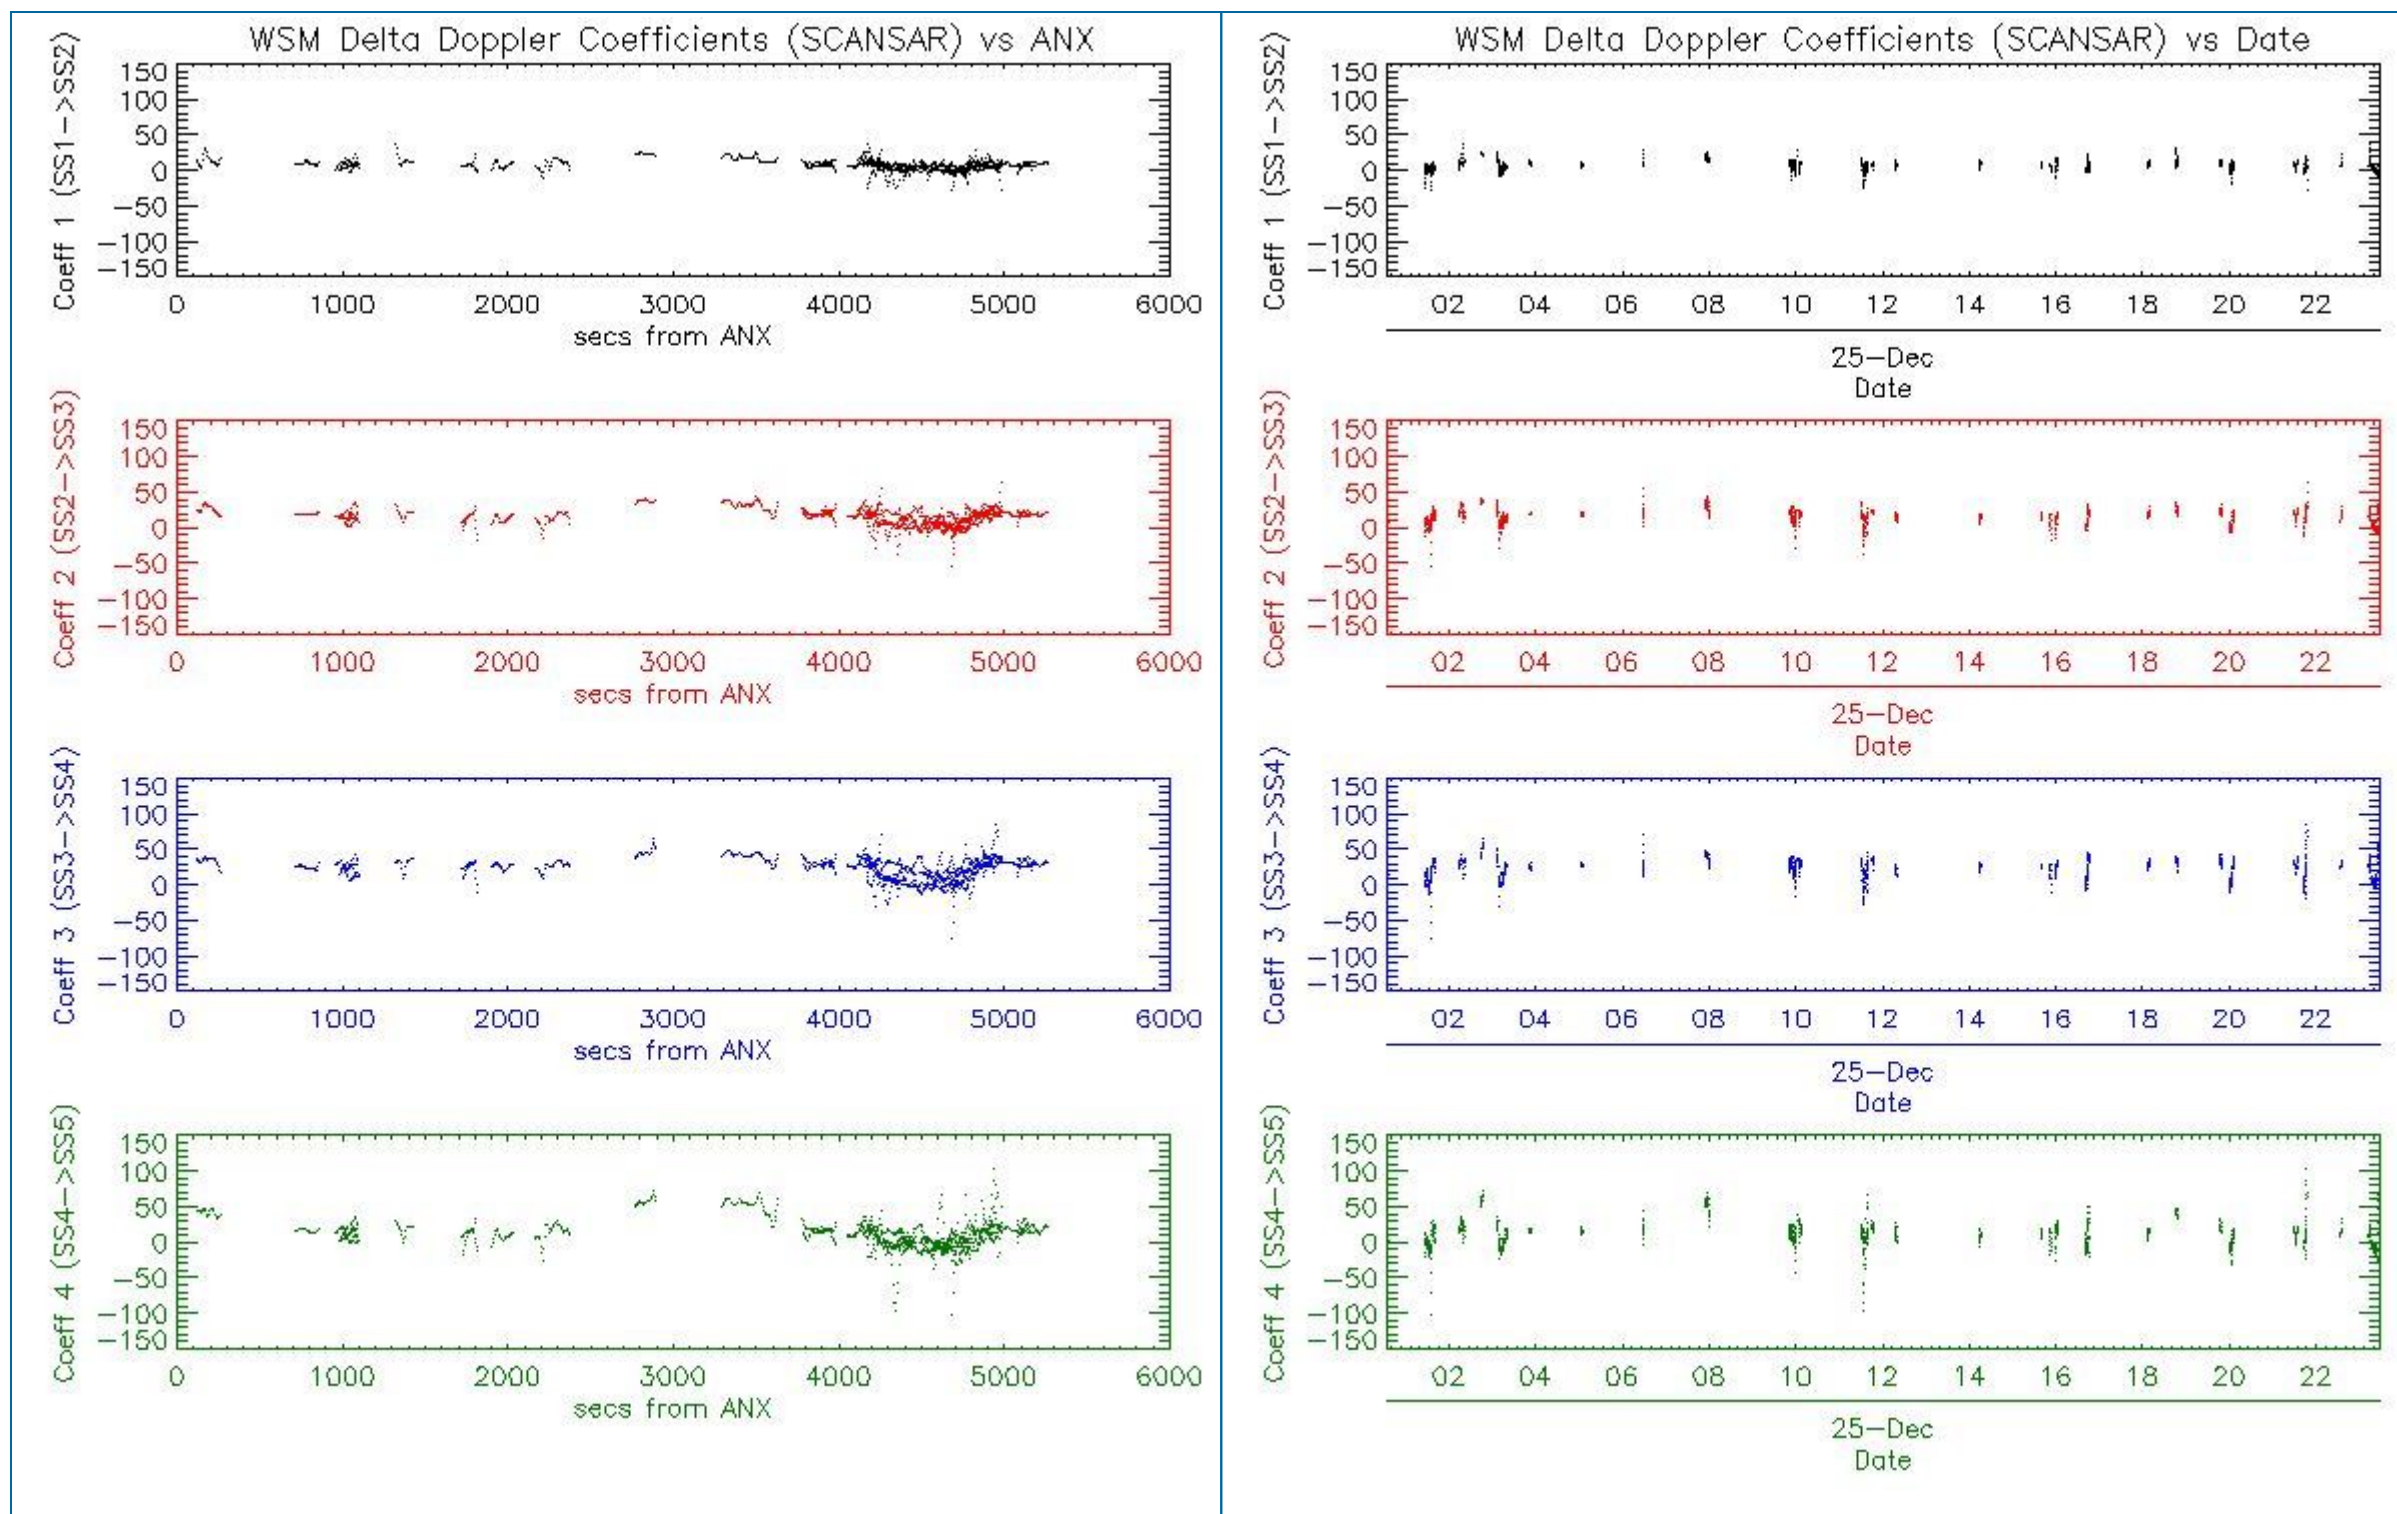 WSM Delta Doppler Coefficients (SCANSAR) vs ANX
Coeff 1 (SS1->SS2)
150
100
50
0
-50
-100
-150
0 1000 2000 3000 4000 5000 6000
secs from ANX
Coeff 2 (SS2->SS3)
150
100
50
0
-50
-100
-150
0 1000 2000 3000 4000 5000 6000
secs from ANX
Coeff 3 (SS3->SS4)
150
100
50
0
-50
-100
-150
0 1000 2000 3000 4000 5000 6000
secs from ANX
Coeff 4 (SS4->SS5)
150
100
50
0
-50
-100
-150
0 1000 2000 3000 4000 5000 6000
secs from ANX
WSM Delta Doppler Coefficients (SCANSAR) vs Date
Coeff 1 (SS1->SS2)
150
100
50
0
-50
-100
-150
02 04 06 08 10 12 14 16 18 20 22
25-Dec
Date
Coeff 2 (SS2->SS3)
150
100
50
0
-50
-100
-150
02 04 06 08 10 12 14 16 18 20 22
25-Dec
Date
Coeff 3 (SS3->SS4)
150
100
50
0
-50
-100
-150
02 04 06 08 10 12 14 16 18 20 22
25-Dec
Date
Coeff 4 (SS4->SS5)
150
100
50
0
-50
-100
-150
02 04 06 08 10 12 14 16 18 20 22
25-Dec
Date